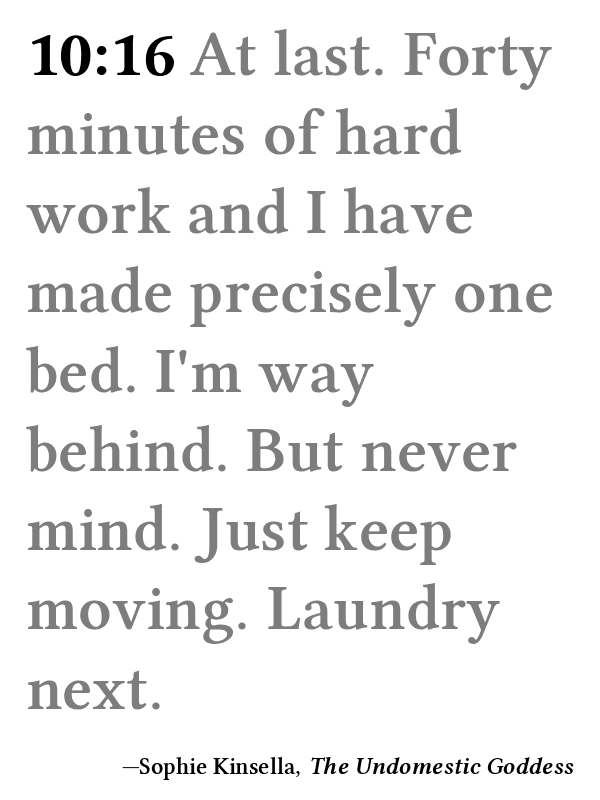 10:16 At last. Forty
minutes of hard
work and I have
made precisely one
bed. I'm way
behind. But never
mind. Just keep
moving. Laundry
next.
—Sophie Kinsella, The Undomestic Goddess